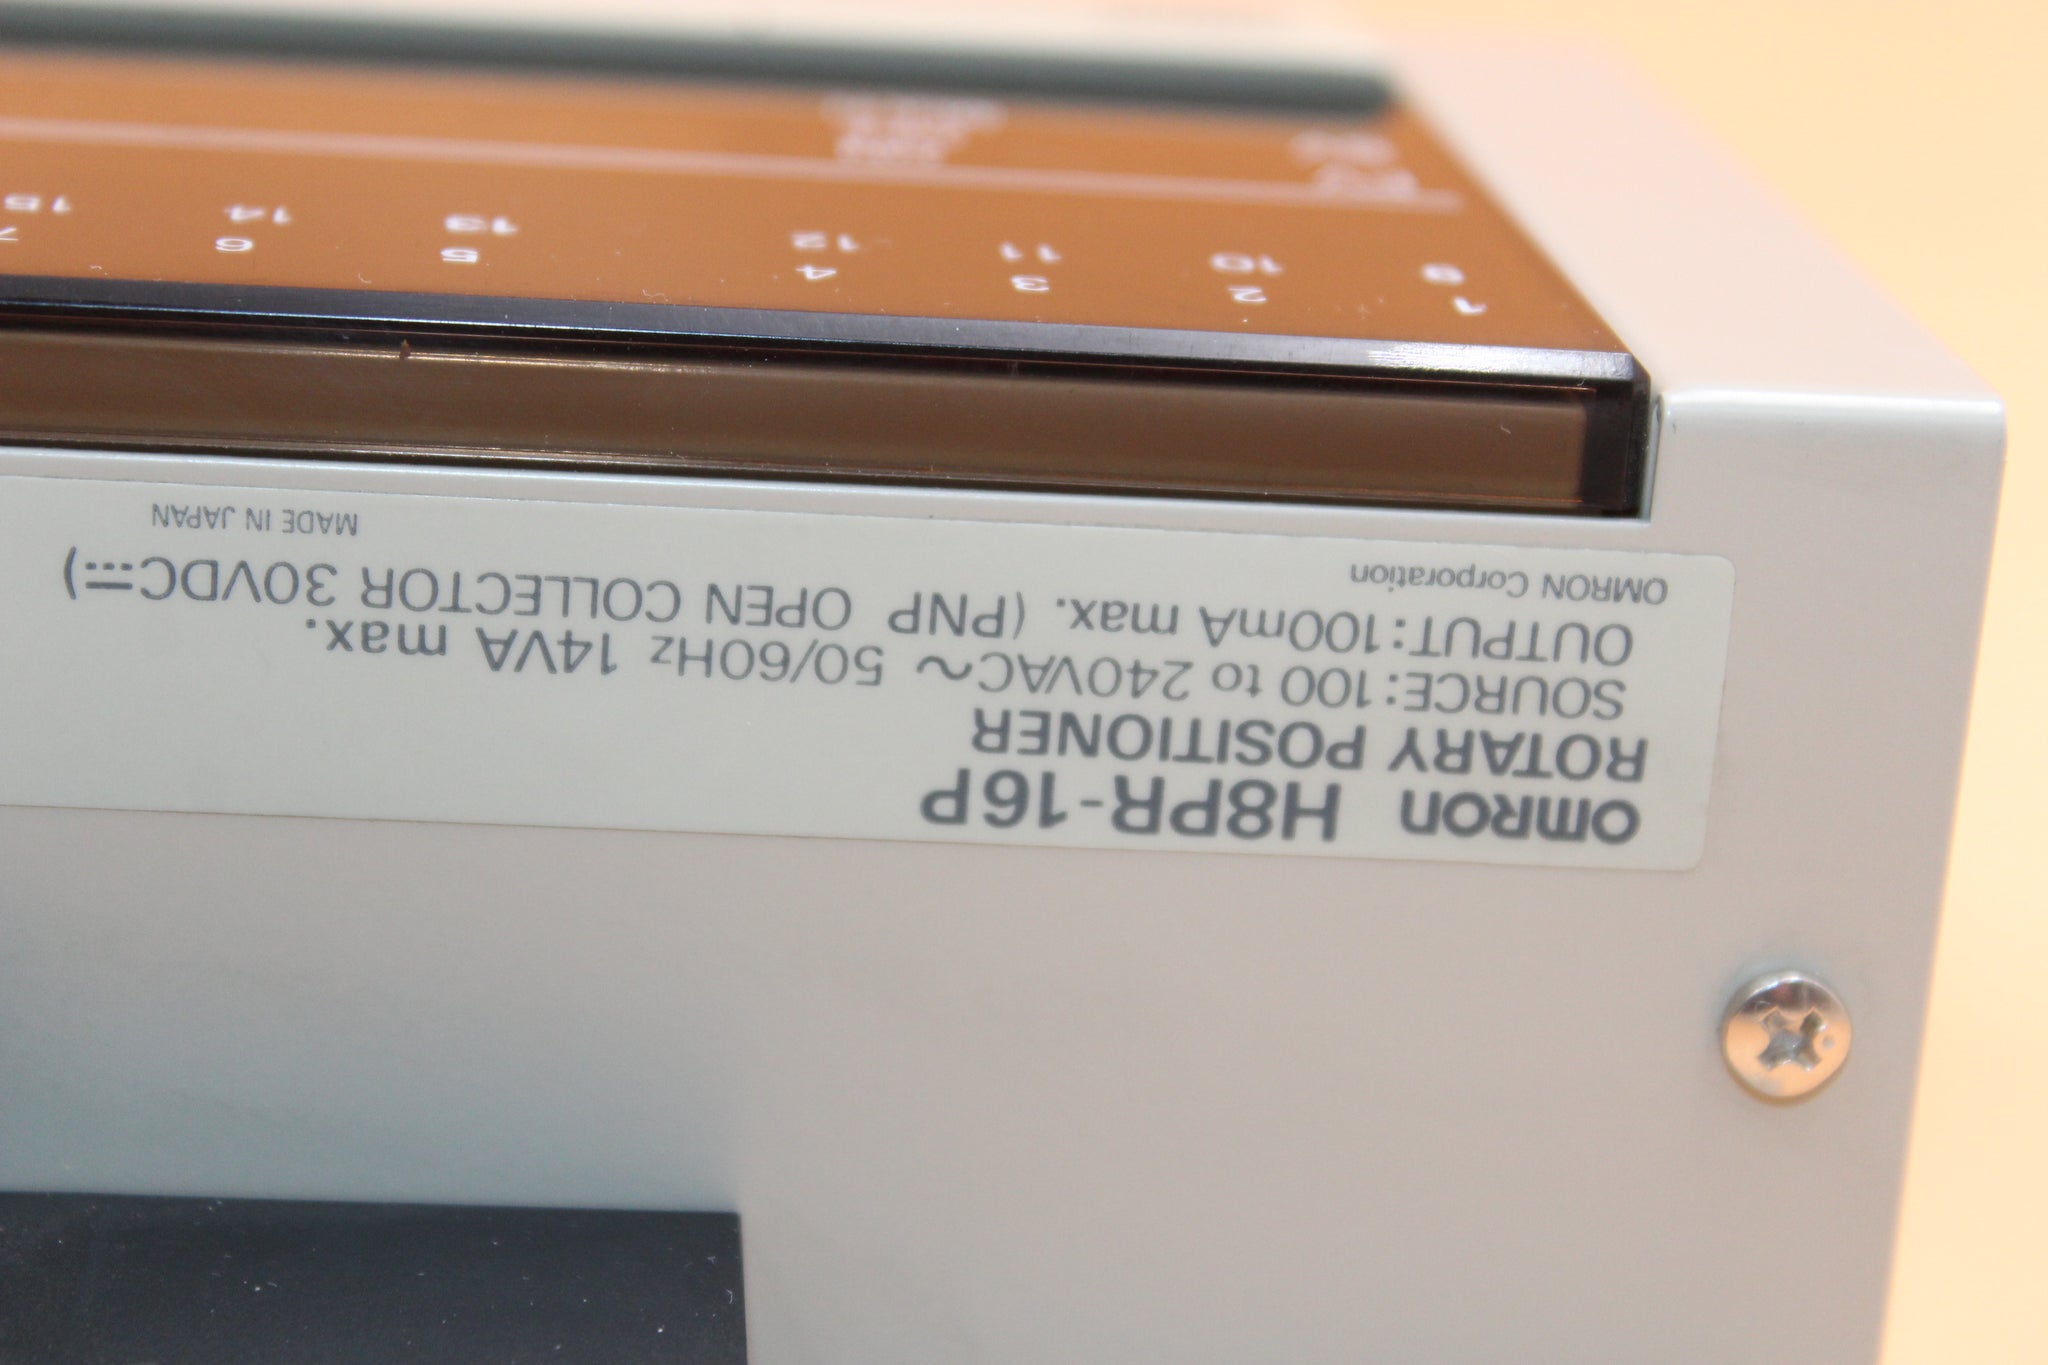 omron H8PR-16P
ROTARY POSITIONER
SOURCE:100 to 240VAC~ 50/60Hz 14VA max.
OUTPUT:100mA max. (PNP OPEN COLLECTOR 30VDC⎓)
OMRON Corporation MADE IN JAPAN
1 2 3 4 5 6 7
9 10 11 12 13 14 15